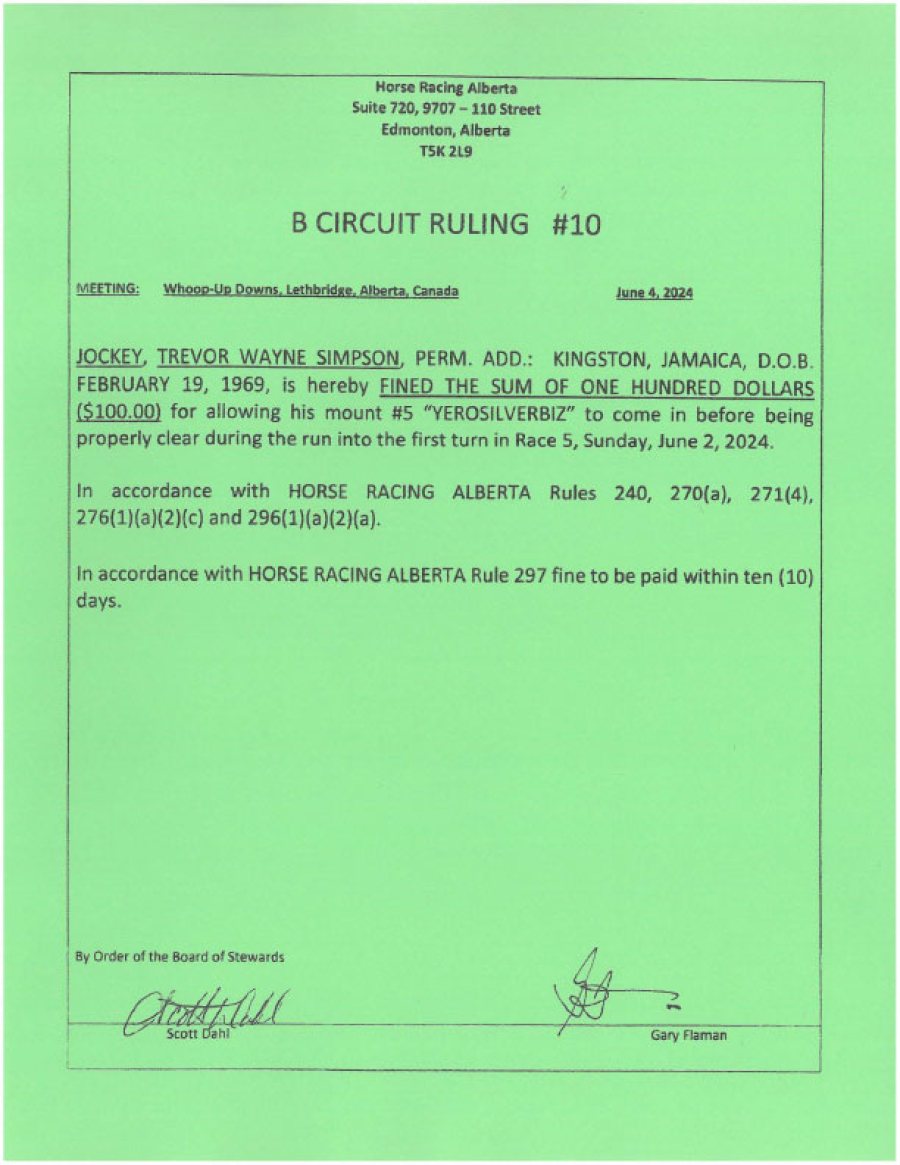 Horse Racing Alberta
Suite 720, 9707 – 110 Street
Edmonton, Alberta
T5K 2L9
B CIRCUIT RULING #10
MEETING: Whoop-Up Downs, Lethbridge, Alberta, Canada June 4, 2024
JOCKEY, TREVOR WAYNE SIMPSON, PERM. ADD.: KINGSTON, JAMAICA, D.O.B.
FEBRUARY 19, 1969, is hereby FINED THE SUM OF ONE HUNDRED DOLLARS
($100.00) for allowing his mount #5 “YEROSILVERBIZ” to come in before being
properly clear during the run into the first turn in Race 5, Sunday, June 2, 2024.
In accordance with HORSE RACING ALBERTA Rules 240, 270(a), 271(4),
276(1)(a)(2)(c) and 296(1)(a)(2)(a).
In accordance with HORSE RACING ALBERTA Rule 297 fine to be paid within ten (10)
days.
By Order of the Board of Stewards
Scott Dahl
Scott Dahl Gary Flaman